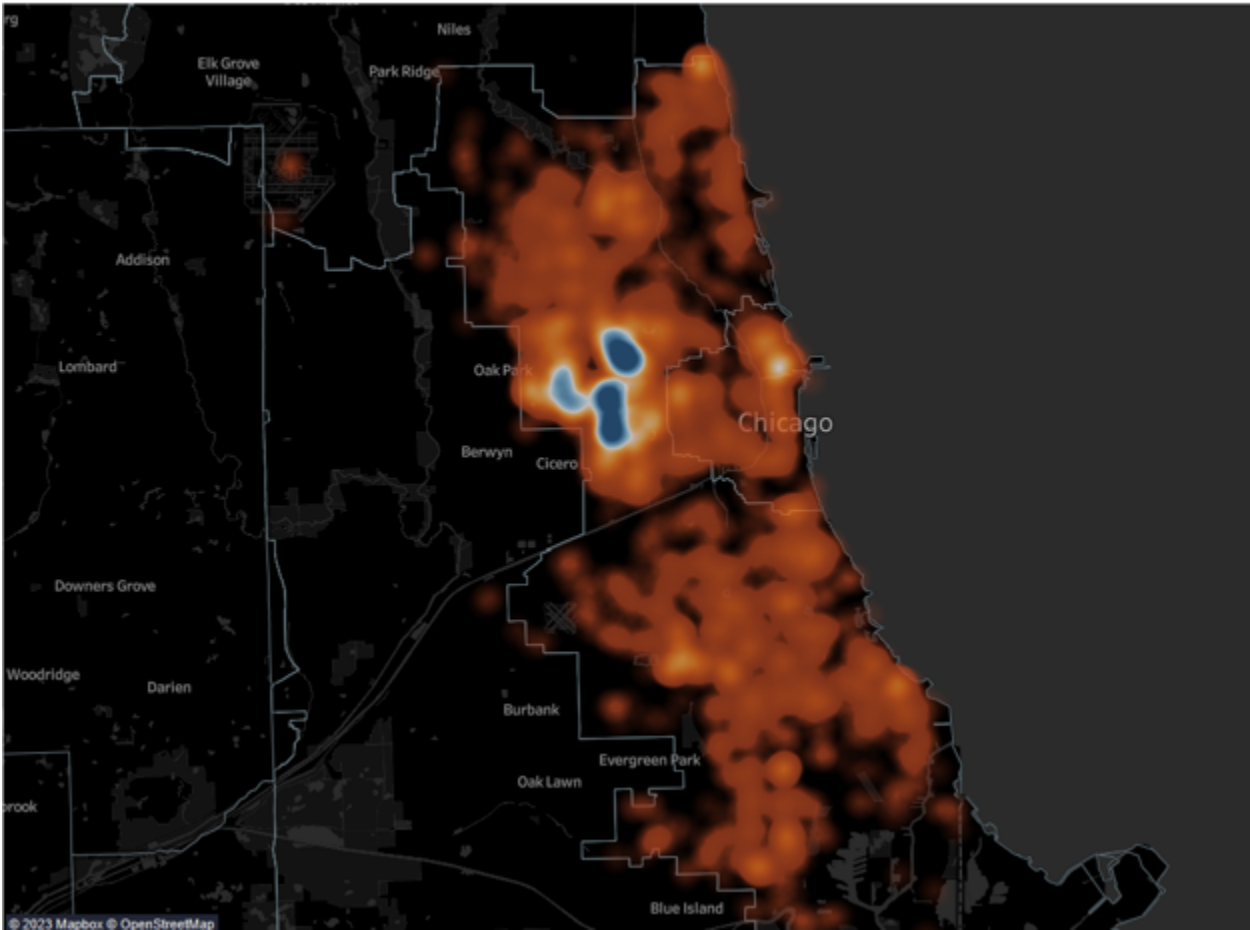 rg
Niles
Elk Grove
Village
Park Ridge
Addison
Lombard
Oak Park
Chicago
Berwyn
Cicero
Downers Grove
Woodridge
Darien
Burbank
Evergreen Park
Oak Lawn
brook
Blue Island
© 2023 Mapbox © OpenStreetMap